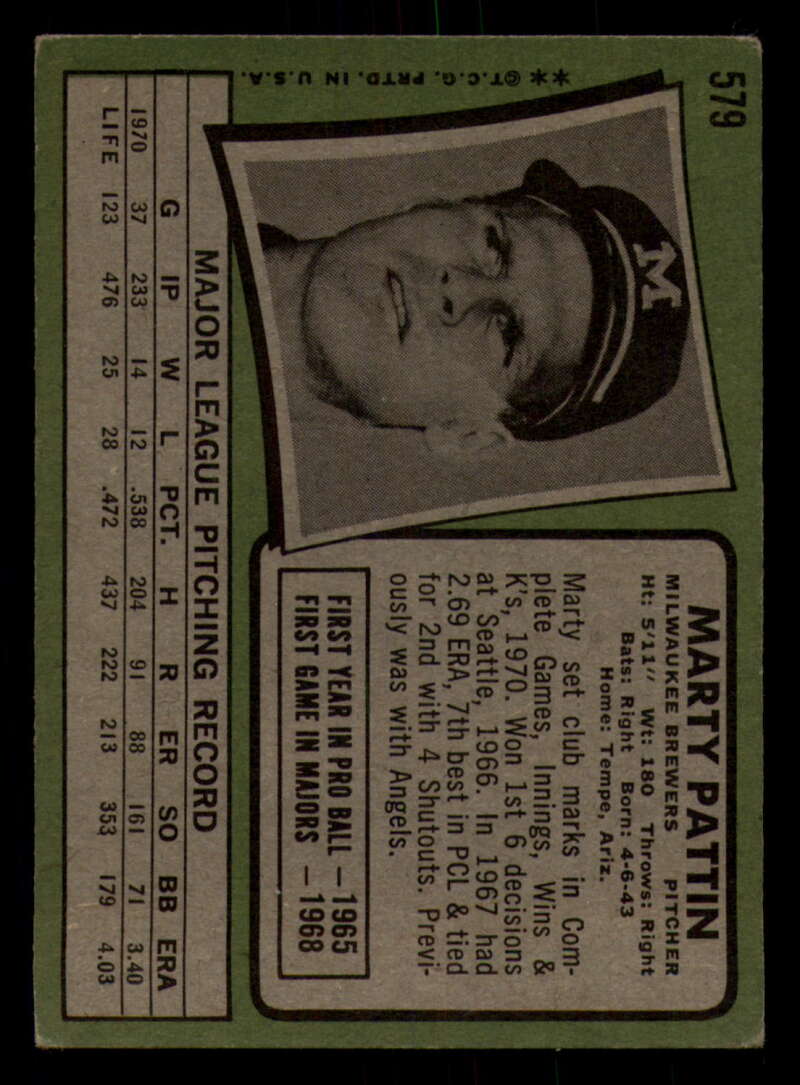 579
** ©T.C.G. PRTD. IN U.S.A.
M
MARTY PATTIN
MILWAUKEE BREWERS PITCHER
Ht: 5'11" Wt: 180 Throws: Right
Bats: Right Born: 4-6-43
Home: Tempe, Ariz.
Marty set club marks in Com-
plete Games, Innings, Wins &
K's, 1970. Won 1st 6 decisions
at Seattle, 1966. In 1967 had
2.69 ERA, 7th best in PCL & tied
for 2nd with 4 Shutouts. Previ-
ously was with Angels.
FIRST YEAR IN PRO BALL — 1965
FIRST GAME IN MAJORS — 1968
MAJOR LEAGUE PITCHING RECORD
G IP W L PCT. H R ER SO BB ERA
1970 37 233 14 12 .538 204 91 88 161 71 3.40
LIFE 123 476 25 28 .472 437 222 213 353 179 4.03